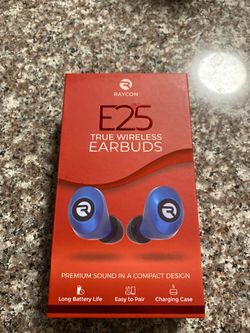 RAYCON
E25
TRUE WIRELESS
EARBUDS
PREMIUM SOUND IN A COMPACT DESIGN
Long Battery Life Easy to Pair Charging Case